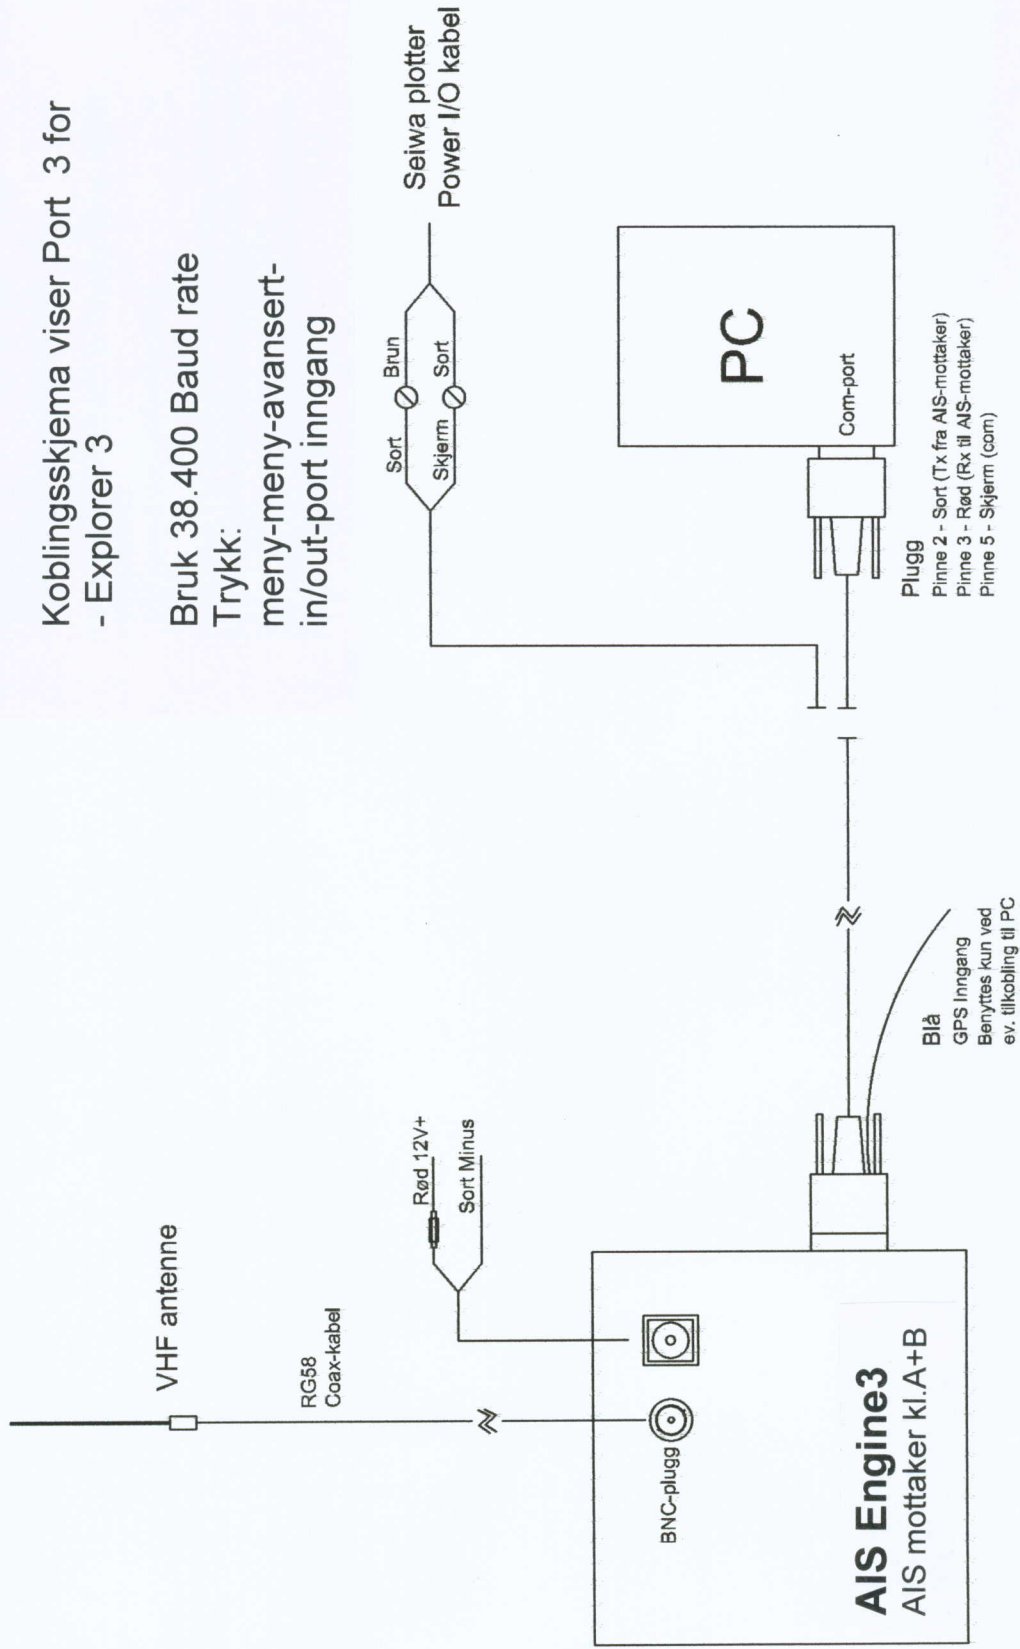 Koblingsskjema viser Port 3 for
- Explorer 3
Bruk 38.400 Baud rate
Trykk:
meny-meny-avansert-
in/out-port inngang
VHF antenne
RG58
Coax-kabel
Rød 12V+
Sort Minus
BNC-plugg
AIS Engine3
AIS mottaker kl.A+B
Blå
GPS Inngang
Benyttes kun ved
ev. tilkobling til PC
Sort
Brun
Skjerm
Sort
Seiwa plotter
Power I/O kabel
PC
Com-port
Plugg
Pinne 2 - Sort (Tx fra AIS-mottaker)
Pinne 3 - Rød (Rx til AIS-mottaker)
Pinne 5 - Skjerm (com)